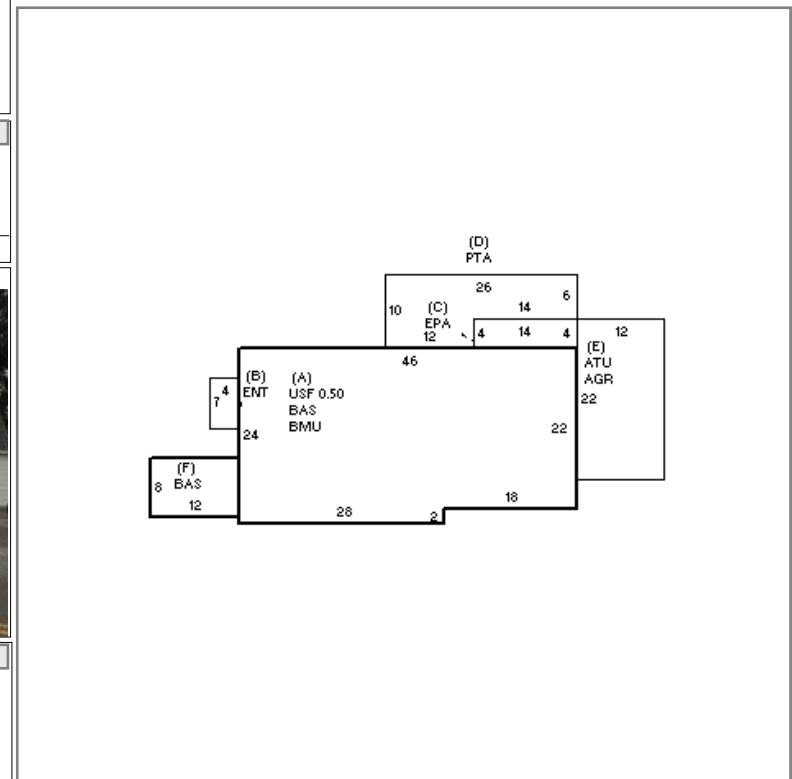 (D)
PTA
26
6
10
(C)
EPA
12
14
4
14
4
12
46
(E)
ATU
AGR
22
(B)
ENT
4
7
(A)
USF 0.50
BAS
BMU
24
22
(F)
BAS
8
12
28
2
18